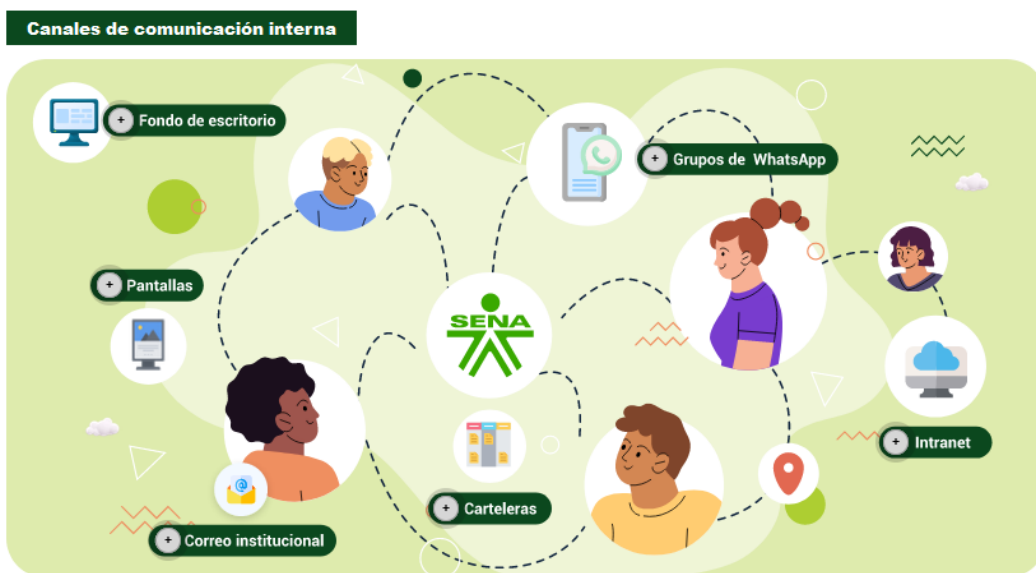 Canales de comunicación interna
+ Fondo de escritorio
+ Grupos de WhatsApp
+ Pantallas
SENA
+ Intranet
+ Carteleras
@
+ Correo institucional